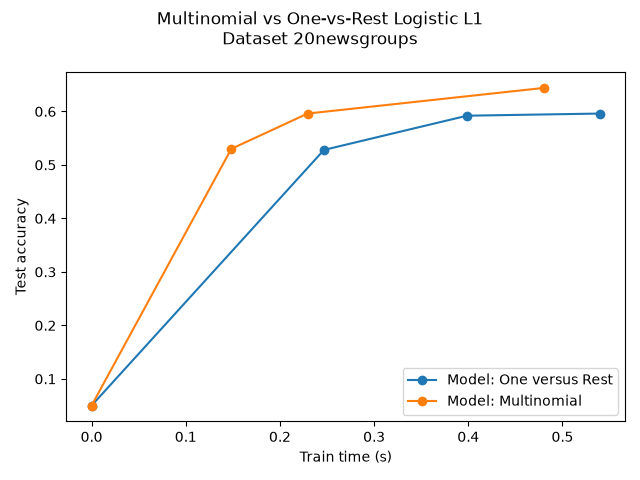 Multinomial vs One-vs-Rest Logistic L1
Dataset 20newsgroups
0.6
0.5
0.4
0.3
0.2
0.1
Test accuracy
0.0
0.1
0.2
0.3
0.4
0.5
Train time (s)
Model: One versus Rest
Model: Multinomial